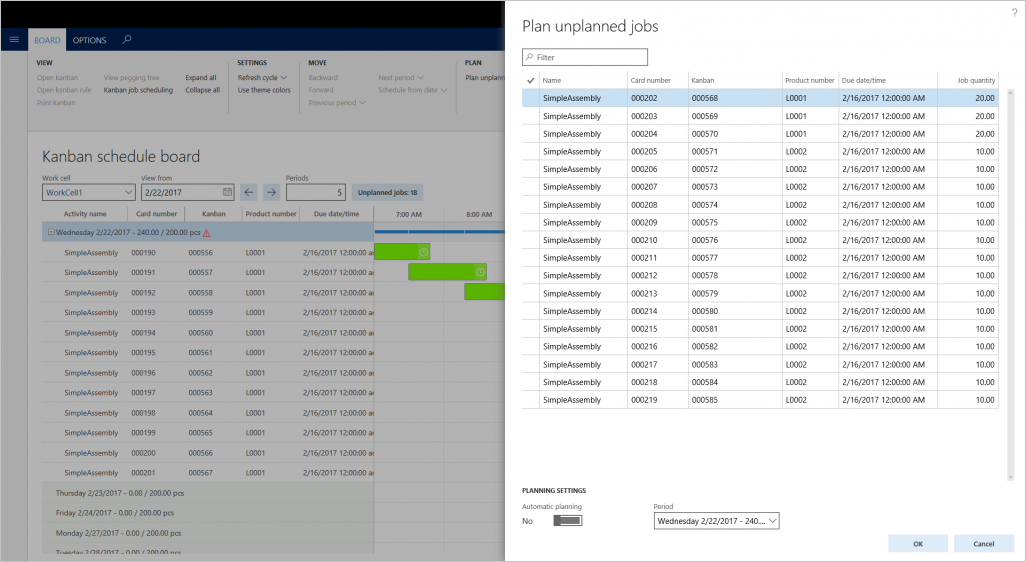 BOARD OPTIONS
VIEW
Open kanban View pegging tree Expand all
Open kanban rule Kanban job scheduling Collapse all
Print kanban
SETTINGS
Refresh cycle
Use theme colors
MOVE
Backward Next period
Forward Schedule from date
Previous period
PLAN
Plan unplann
Kanban schedule board
Work cell View from Periods
WorkCell1 2/22/2017 5 Unplanned jobs: 18
Activity name Card number Kanban Product number Due date/time 7:00 AM 8:00 AM
Wednesday 2/22/2017 - 240.00 / 200.00 pcs
SimpleAssembly 000190 000556 L0001 2/16/2017 12:00:00 am
SimpleAssembly 000191 000557 L0001 2/16/2017 12:00:00 am
SimpleAssembly 000192 000558 L0001 2/16/2017 12:00:00 am
SimpleAssembly 000193 000559 L0001 2/16/2017 12:00:00 am
SimpleAssembly 000194 000560 L0001 2/16/2017 12:00:00 am
SimpleAssembly 000195 000561 L0001 2/16/2017 12:00:00 am
SimpleAssembly 000196 000562 L0001 2/16/2017 12:00:00 am
SimpleAssembly 000197 000563 L0001 2/16/2017 12:00:00 am
SimpleAssembly 000198 000564 L0001 2/16/2017 12:00:00 am
SimpleAssembly 000199 000565 L0001 2/16/2017 12:00:00 am
SimpleAssembly 000200 000566 L0001 2/16/2017 12:00:00 am
SimpleAssembly 000201 000567 L0001 2/16/2017 12:00:00 am
Thursday 2/23/2017 - 0.00 / 200.00 pcs
Friday 2/24/2017 - 0.00 / 200.00 pcs
Monday 2/27/2017 - 0.00 / 200.00 pcs
Tuesday 2/28/2017 - 0.00 / 200.00 pcs
?
Plan unplanned jobs
Filter
Name Card number Kanban Product number Due date/time Job quantity
SimpleAssembly 000202 000568 L0001 2/16/2017 12:00:00 AM 20.00
SimpleAssembly 000203 000569 L0001 2/16/2017 12:00:00 AM 20.00
SimpleAssembly 000204 000570 L0001 2/16/2017 12:00:00 AM 20.00
SimpleAssembly 000205 000571 L0002 2/16/2017 12:00:00 AM 10.00
SimpleAssembly 000206 000572 L0002 2/16/2017 12:00:00 AM 10.00
SimpleAssembly 000207 000573 L0002 2/16/2017 12:00:00 AM 10.00
SimpleAssembly 000208 000574 L0002 2/16/2017 12:00:00 AM 10.00
SimpleAssembly 000209 000575 L0002 2/16/2017 12:00:00 AM 10.00
SimpleAssembly 000210 000576 L0002 2/16/2017 12:00:00 AM 10.00
SimpleAssembly 000211 000577 L0002 2/16/2017 12:00:00 AM 10.00
SimpleAssembly 000212 000578 L0002 2/16/2017 12:00:00 AM 10.00
SimpleAssembly 000213 000579 L0002 2/16/2017 12:00:00 AM 10.00
SimpleAssembly 000214 000580 L0002 2/16/2017 12:00:00 AM 10.00
SimpleAssembly 000215 000581 L0002 2/16/2017 12:00:00 AM 10.00
SimpleAssembly 000216 000582 L0002 2/16/2017 12:00:00 AM 10.00
SimpleAssembly 000217 000583 L0002 2/16/2017 12:00:00 AM 10.00
SimpleAssembly 000218 000584 L0002 2/16/2017 12:00:00 AM 10.00
SimpleAssembly 000219 000585 L0002 2/16/2017 12:00:00 AM 10.00
PLANNING SETTINGS
Automatic planning Period
No Wednesday 2/22/2017 - 240....
OK Cancel